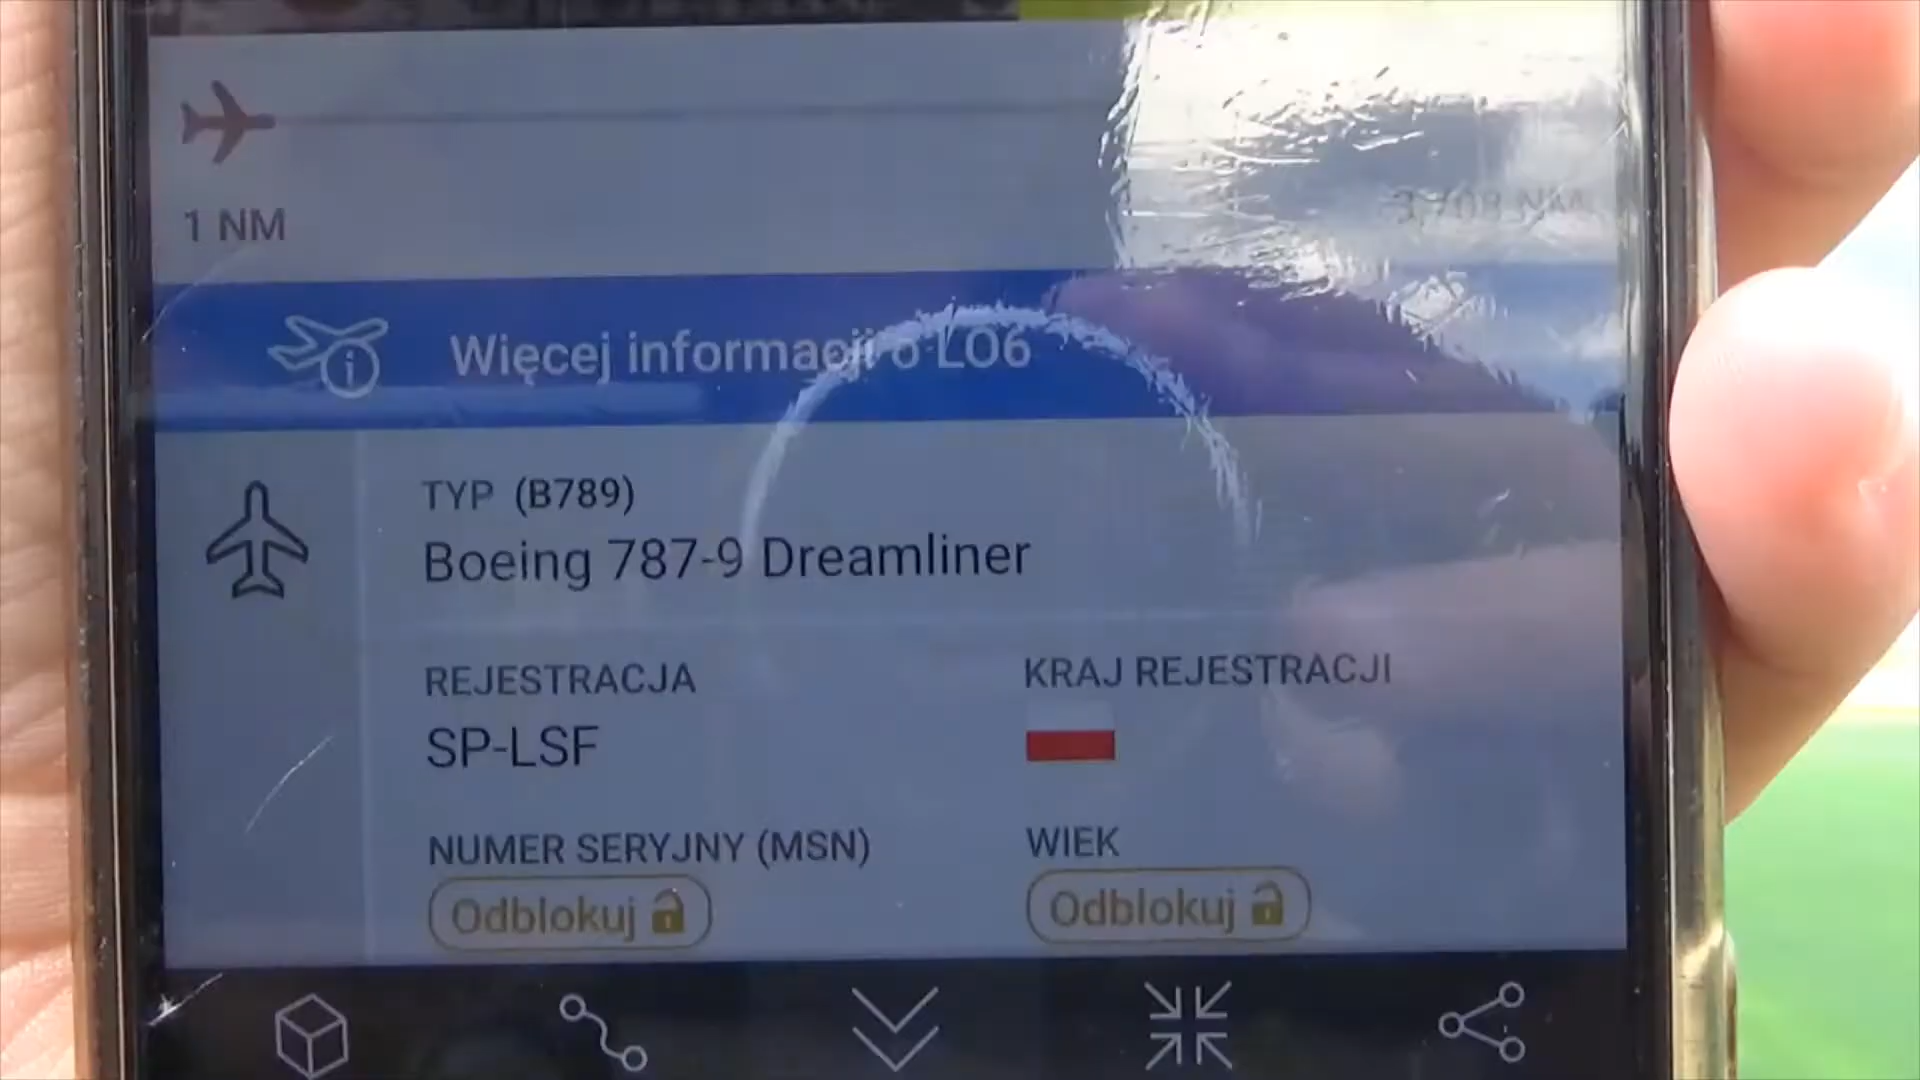 1 NM
Więcej informacji o LO6
TYP (B789)
Boeing 787-9 Dreamliner
REJESTRACJA
KRAJ REJESTRACJI
SP-LSF
NUMER SERYJNY (MSN)
WIEK
Odblokuj
Odblokuj